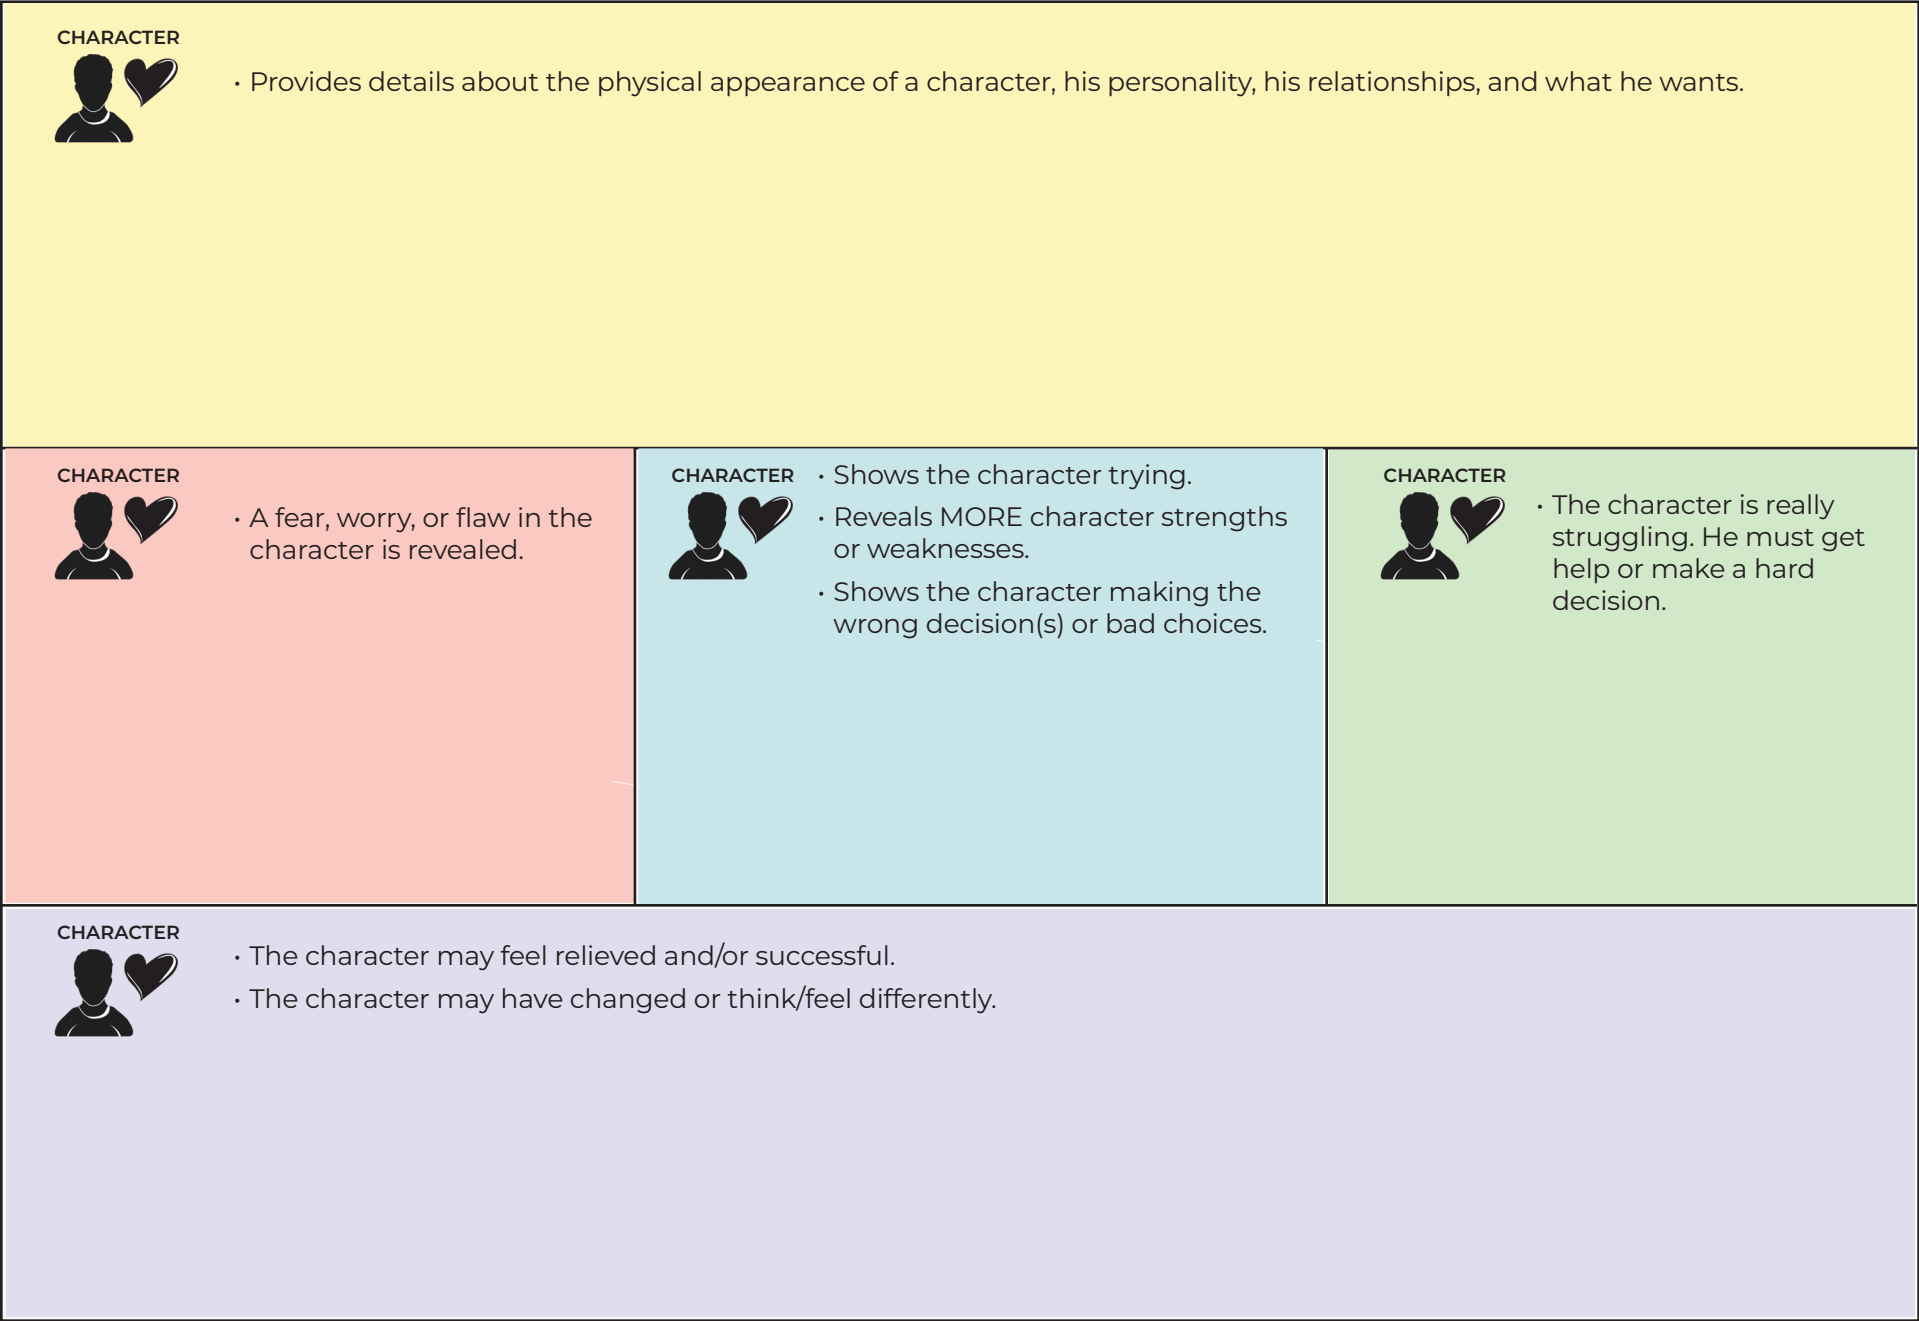 CHARACTER
· Provides details about the physical appearance of a character, his personality, his relationships, and what he wants.
CHARACTER
· A fear, worry, or flaw in the
character is revealed.
CHARACTER
· Shows the character trying.
· Reveals MORE character strengths
or weaknesses.
· Shows the character making the
wrong decision(s) or bad choices.
CHARACTER
· The character is really
struggling. He must get
help or make a hard
decision.
CHARACTER
· The character may feel relieved and/or successful.
· The character may have changed or think/feel differently.